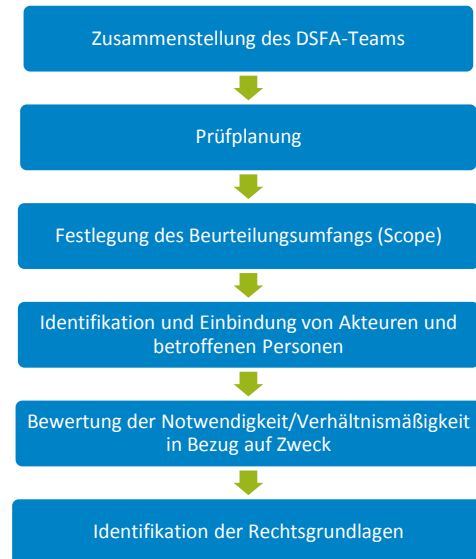 Zusammenstellung des DSFA-Teams
Prüfplanung
Festlegung des Beurteilungsumfangs (Scope)
Identifikation und Einbindung von Akteuren und
betroffenen Personen
Bewertung der Notwendigkeit/Verhältnismäßigkeit
in Bezug auf Zweck
Identifikation der Rechtsgrundlagen